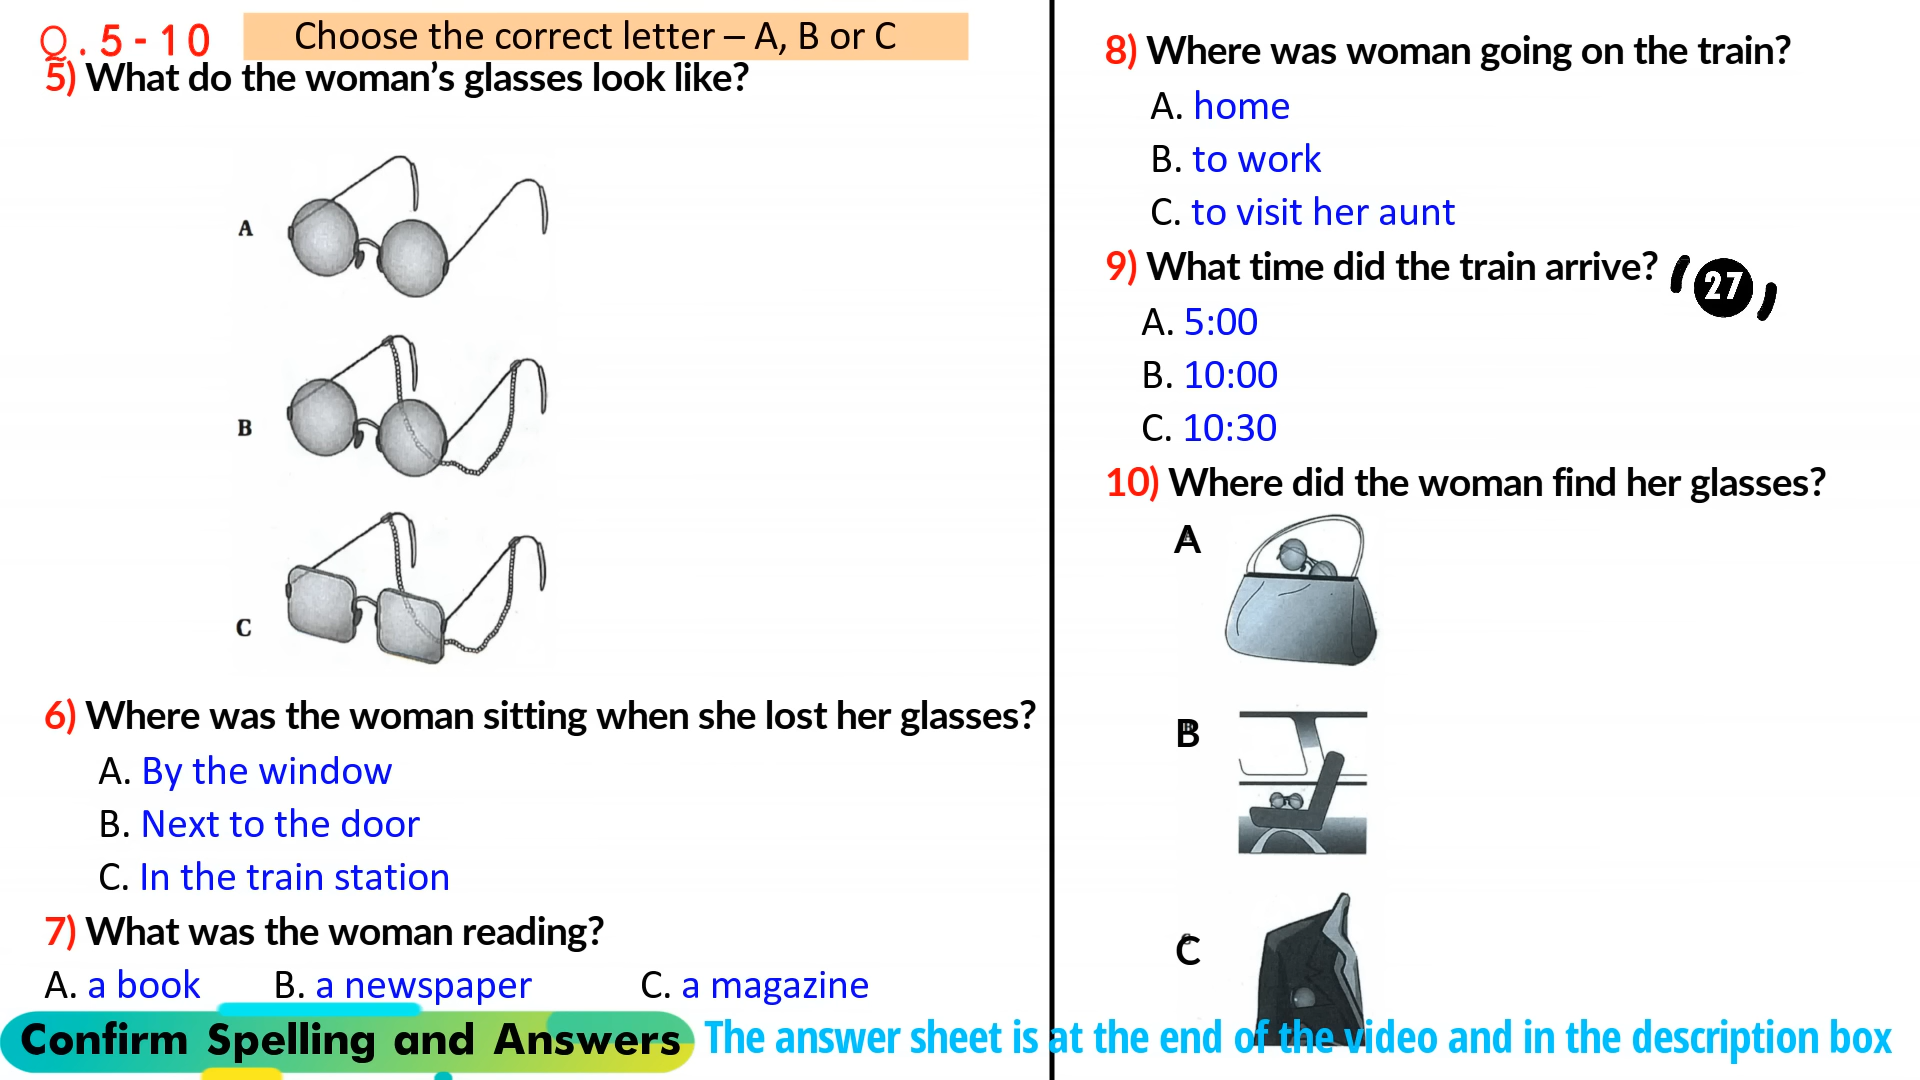 Q.5-10
Choose the correct letter – A, B or C
5) What do the woman's glasses look like?
A
B
C
6) Where was the woman sitting when she lost her glasses?
A. By the window
B. Next to the door
C. In the train station
7) What was the woman reading?
A. a book B. a newspaper C. a magazine
8) Where was woman going on the train?
A. home
B. to work
C. to visit her aunt
9) What time did the train arrive?
27
A. 5:00
B. 10:00
C. 10:30
10) Where did the woman find her glasses?
A
B
C
Confirm Spelling and Answers
The answer sheet is at the end of the video and in the description box